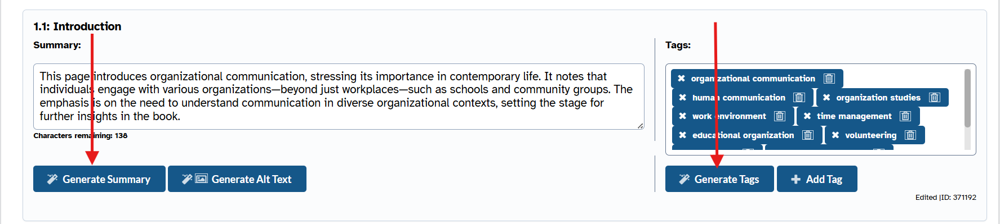 1.1: Introduction
Summary:
This page introduces organizational communication, stressing its importance in contemporary life. It notes that
individuals engage with various organizations—beyond just workplaces—such as schools and community groups. The
emphasis is on the need to understand communication in diverse organizational contexts, setting the stage for
further insights in the book.
Characters remaining: 138
Generate Summary
Generate Alt Text
Tags:
organizational communication
human communication
organization studies
work environment
time management
educational organization
volunteering
Generate Tags
Add Tag
Edited |ID: 371192